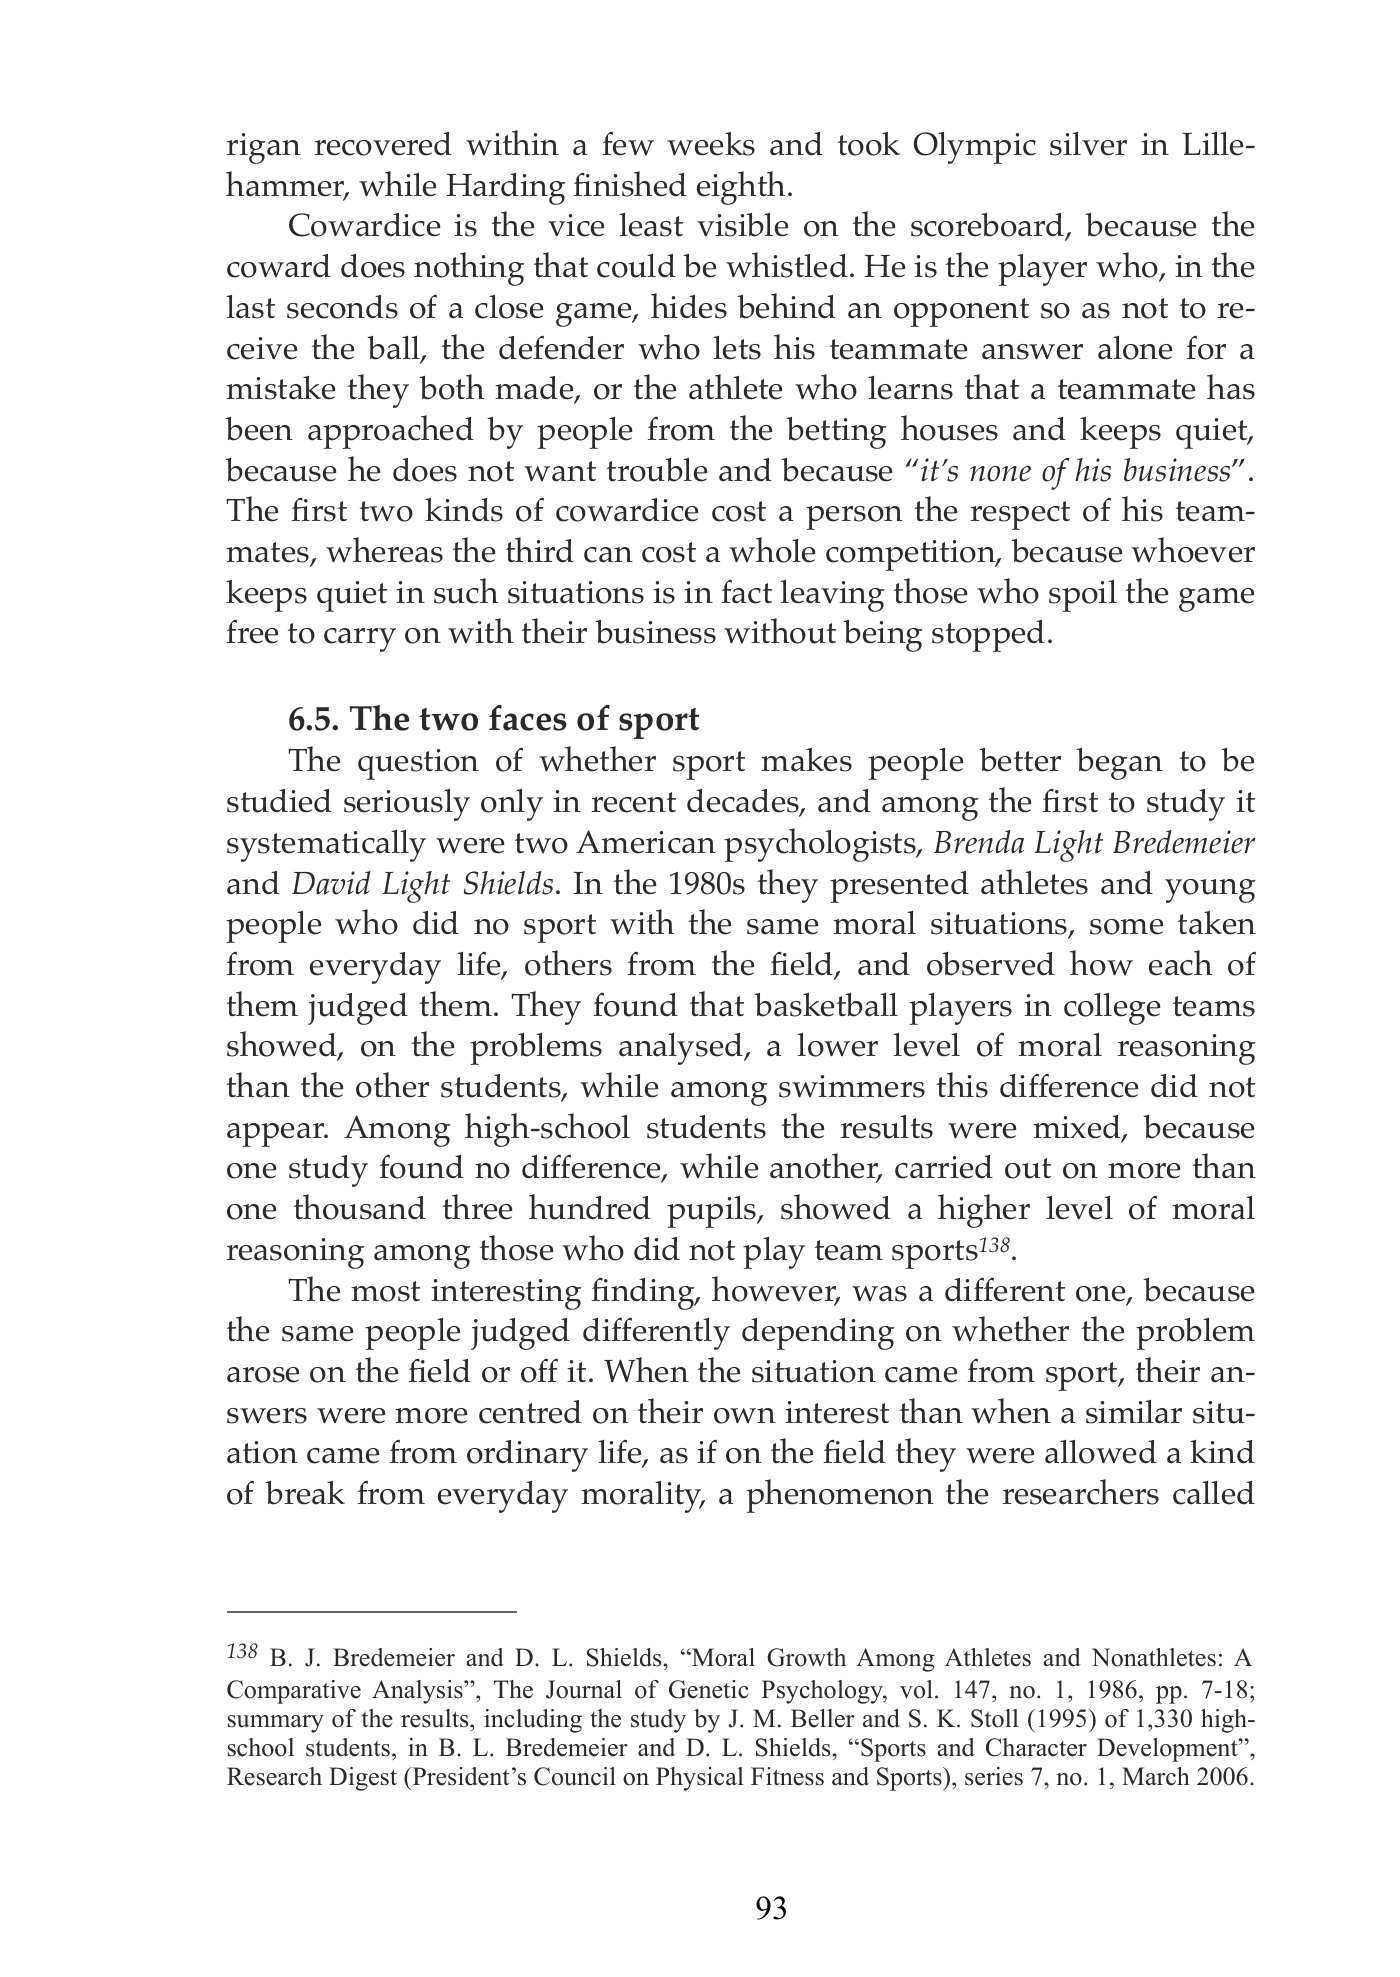 rigan recovered within a few weeks and took Olympic silver in Lille-
hammer, while Harding finished eighth.
Cowardice is the vice least visible on the scoreboard, because the
coward does nothing that could be whistled. He is the player who, in the
last seconds of a close game, hides behind an opponent so as not to re-
ceive the ball, the defender who lets his teammate answer alone for a
mistake they both made, or the athlete who learns that a teammate has
been approached by people from the betting houses and keeps quiet,
because he does not want trouble and because “it’s none of his business”.
The first two kinds of cowardice cost a person the respect of his team-
mates, whereas the third can cost a whole competition, because whoever
keeps quiet in such situations is in fact leaving those who spoil the game
free to carry on with their business without being stopped.
6.5. The two faces of sport
The question of whether sport makes people better began to be
studied seriously only in recent decades, and among the first to study it
systematically were two American psychologists, Brenda Light Bredemeier
and David Light Shields. In the 1980s they presented athletes and young
people who did no sport with the same moral situations, some taken
from everyday life, others from the field, and observed how each of
them judged them. They found that basketball players in college teams
showed, on the problems analysed, a lower level of moral reasoning
than the other students, while among swimmers this difference did not
appear. Among high-school students the results were mixed, because
one study found no difference, while another, carried out on more than
one thousand three hundred pupils, showed a higher level of moral
reasoning among those who did not play team sports138.
The most interesting finding, however, was a different one, because
the same people judged differently depending on whether the problem
arose on the field or off it. When the situation came from sport, their an-
swers were more centred on their own interest than when a similar situ-
ation came from ordinary life, as if on the field they were allowed a kind
of break from everyday morality, a phenomenon the researchers called
138 B. J. Bredemeier and D. L. Shields, “Moral Growth Among Athletes and Nonathletes: A
Comparative Analysis”, The Journal of Genetic Psychology, vol. 147, no. 1, 1986, pp. 7-18;
summary of the results, including the study by J. M. Beller and S. K. Stoll (1995) of 1,330 high-
school students, in B. L. Bredemeier and D. L. Shields, “Sports and Character Development”,
Research Digest (President’s Council on Physical Fitness and Sports), series 7, no. 1, March 2006.
93